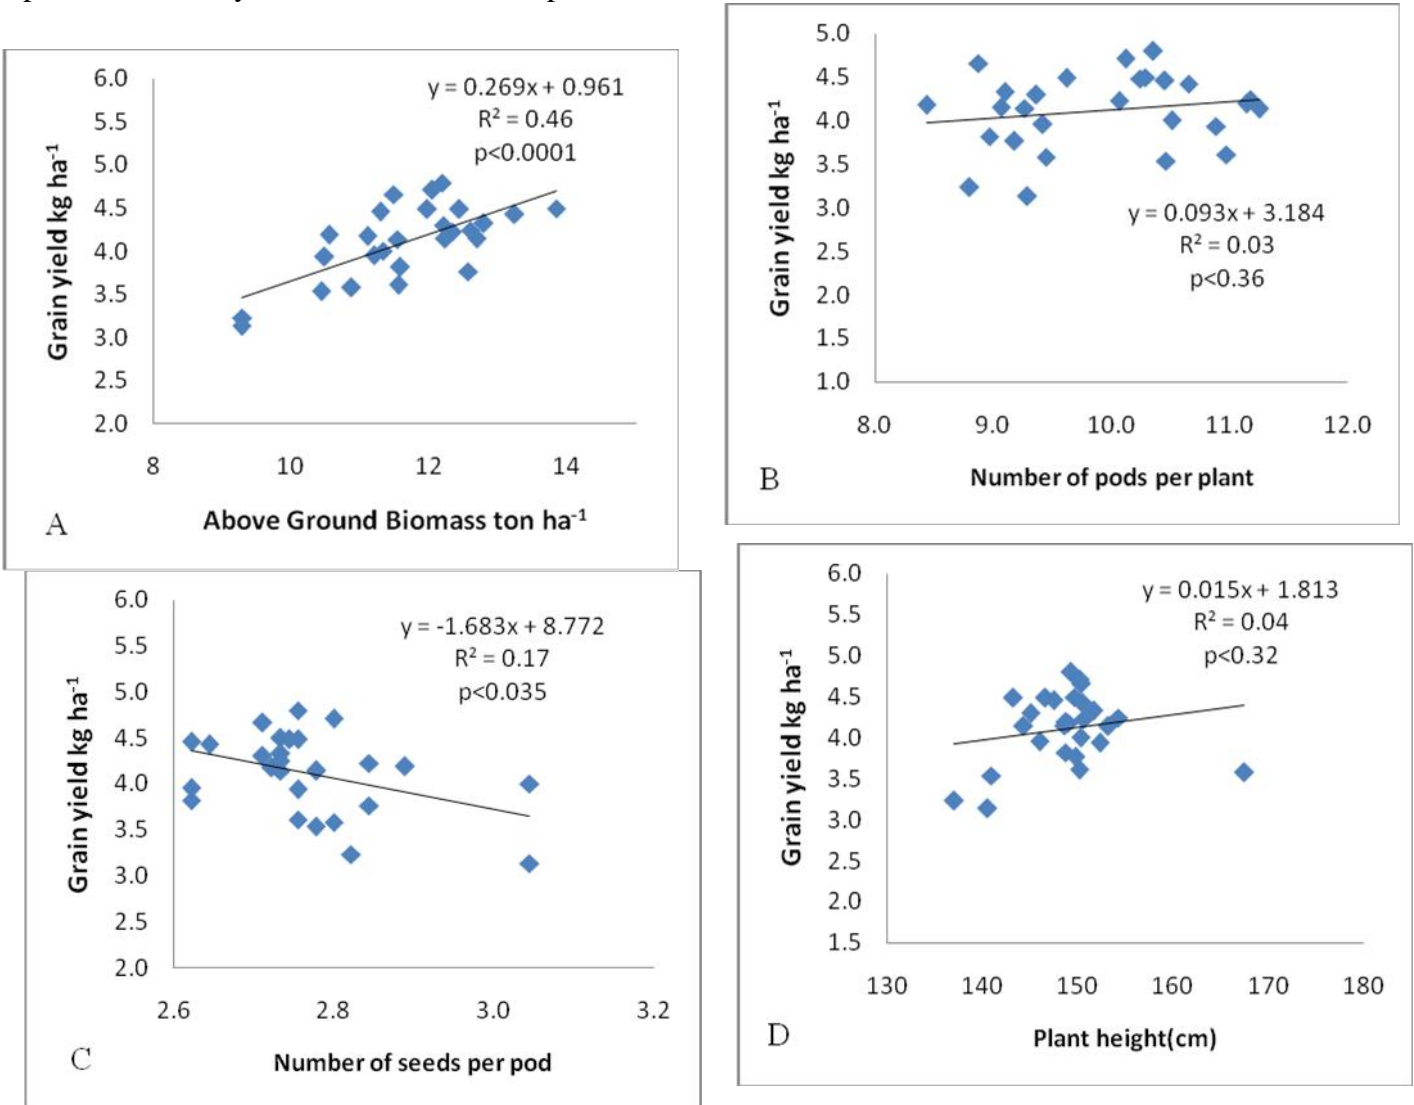 6.0
5.5
5.0
4.5
4.0
3.5
3.0
2.5
2.0
Grain yield kg ha⁻¹
y = 0.269x + 0.961
R² = 0.46
p<0.0001
8 10 12 14
A
Above Ground Biomass ton ha⁻¹
5.0
4.5
4.0
3.5
3.0
2.5
2.0
1.5
1.0
Grain yield kg ha⁻¹
y = 0.093x + 3.184
R² = 0.03
p<0.36
8.0 9.0 10.0 11.0 12.0
B
Number of pods per plant
6.0
5.5
5.0
4.5
4.0
3.5
3.0
2.5
2.0
Grain yield kg ha⁻¹
y = -1.683x + 8.772
R² = 0.17
p<0.035
2.6 2.8 3.0 3.2
C
Number of seeds per pod
6.0
5.5
5.0
4.5
4.0
3.5
3.0
2.5
2.0
1.5
Grain yield kg ha⁻¹
y = 0.015x + 1.813
R² = 0.04
p<0.32
130 140 150 160 170 180
D
Plant height(cm)